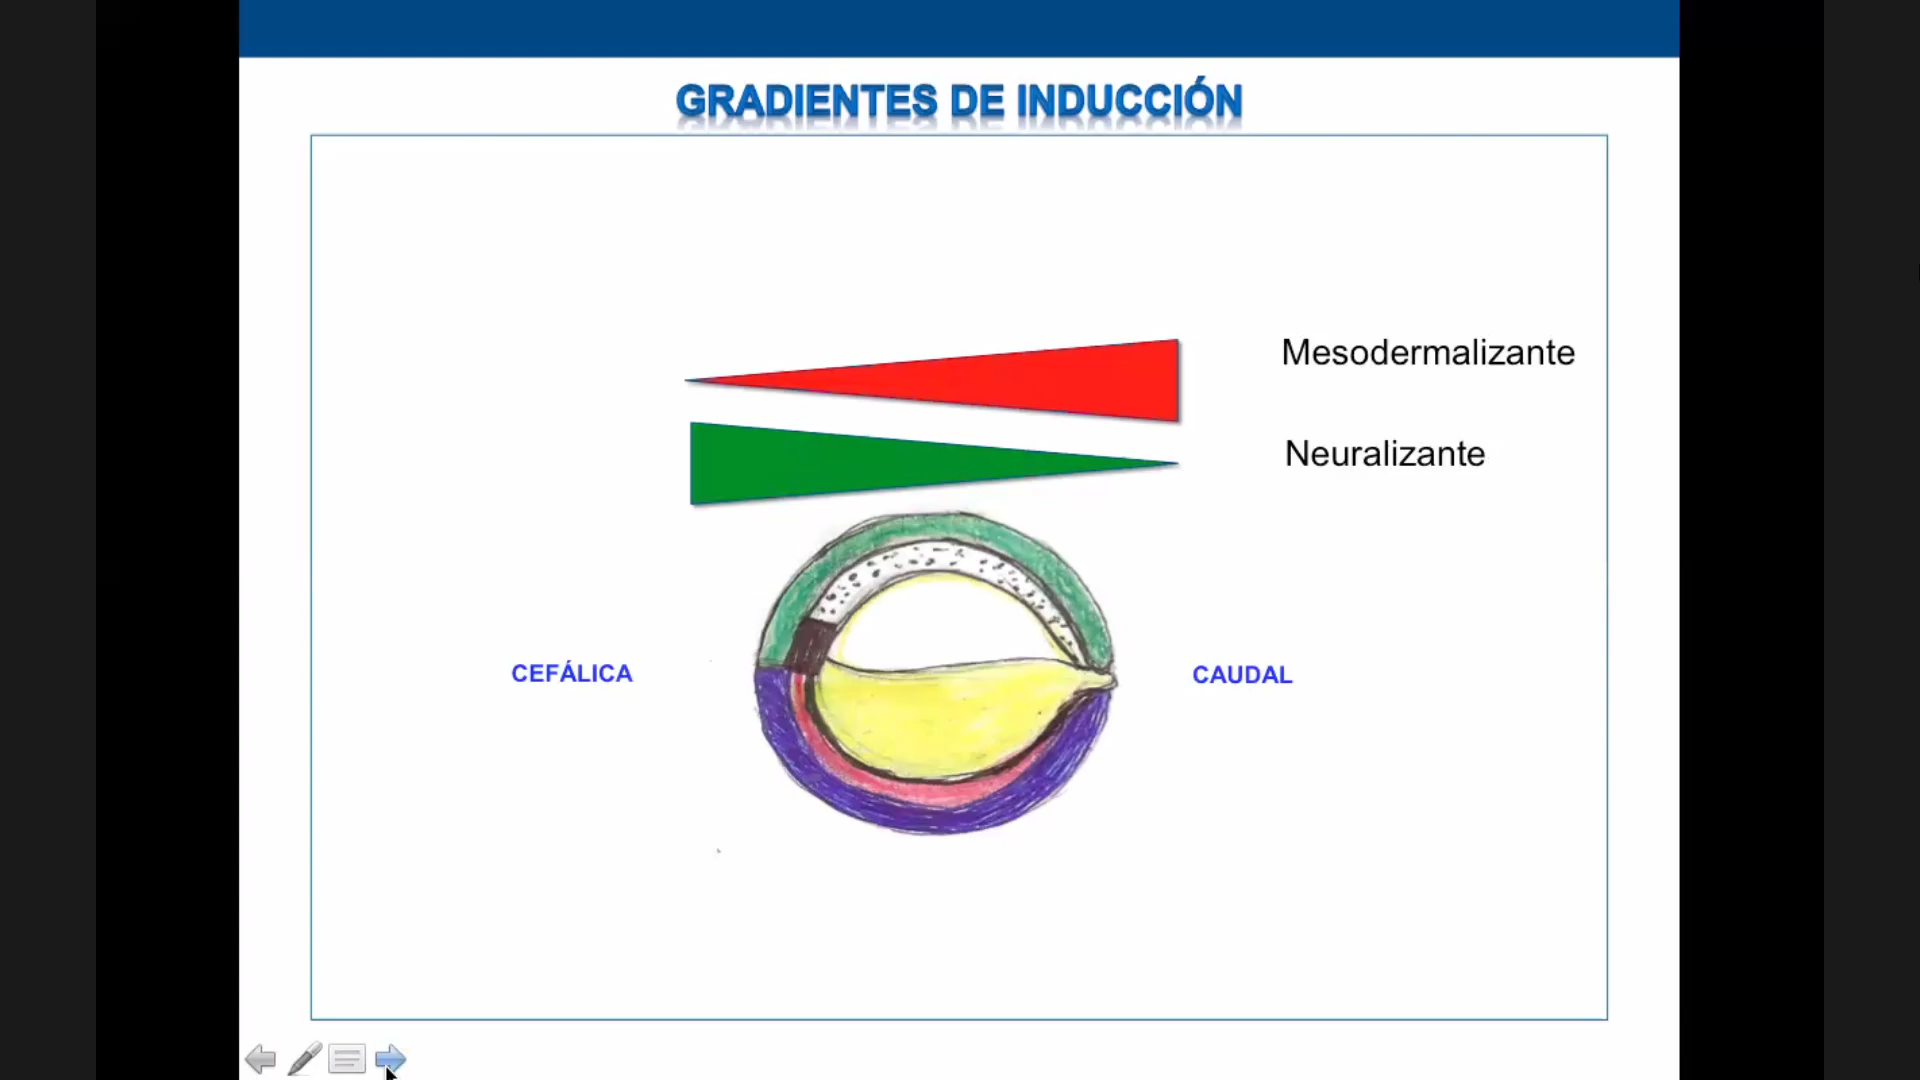 GRADIENTES DE INDUCCIÓN
Mesodermalizante
Neuralizante
CEFÁLICA
CAUDAL